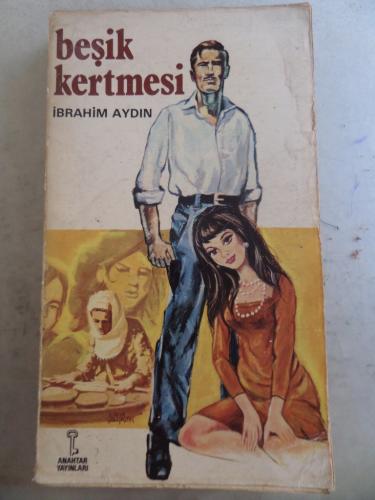 beşik
kertmesi
İBRAHİM AYDIN
ANAHTAR
YAYINLARI